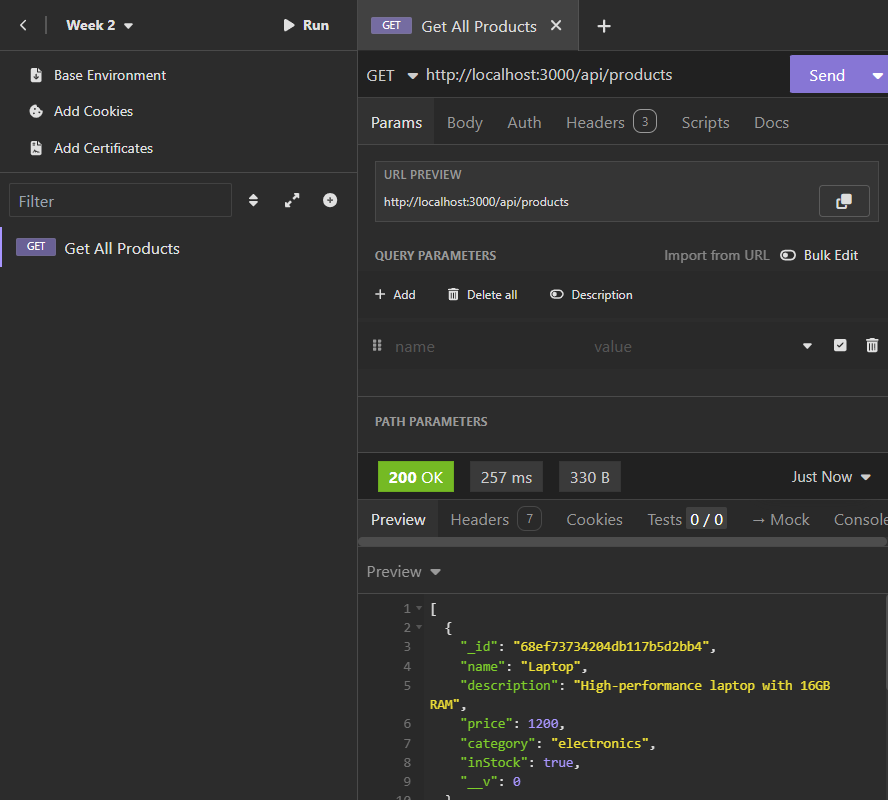 Week 2
Run
Base Environment
Add Cookies
Add Certificates
Filter
GET Get All Products
GET Get All Products
GET http://localhost:3000/api/products Send
Params Body Auth Headers 3 Scripts Docs
URL PREVIEW
http://localhost:3000/api/products
QUERY PARAMETERS Import from URL Bulk Edit
Add Delete all Description
name value
PATH PARAMETERS
200 OK 257 ms 330 B Just Now
Preview Headers 7 Cookies Tests 0 / 0 → Mock Console
Preview
1 [
2 {
3 "_id": "68ef73734204db117b5d2bb4",
4 "name": "Laptop",
5 "description": "High-performance laptop with 16GB
RAM",
6 "price": 1200,
7 "category": "electronics",
8 "inStock": true,
9 "__v": 0
10 }